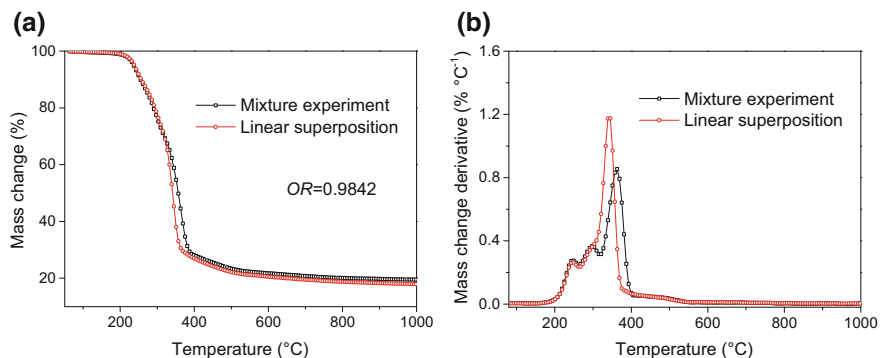 (a)
100
80
60
40
20
200
400
600
800
1000
Mass change (%)
Temperature (°C)
Mixture experiment
Linear superposition
OR=0.9842
(b)
1.6
1.2
0.8
0.4
0.0
200
400
600
800
1000
Mass change derivative (% °C⁻¹)
Temperature (°C)
Mixture experiment
Linear superposition